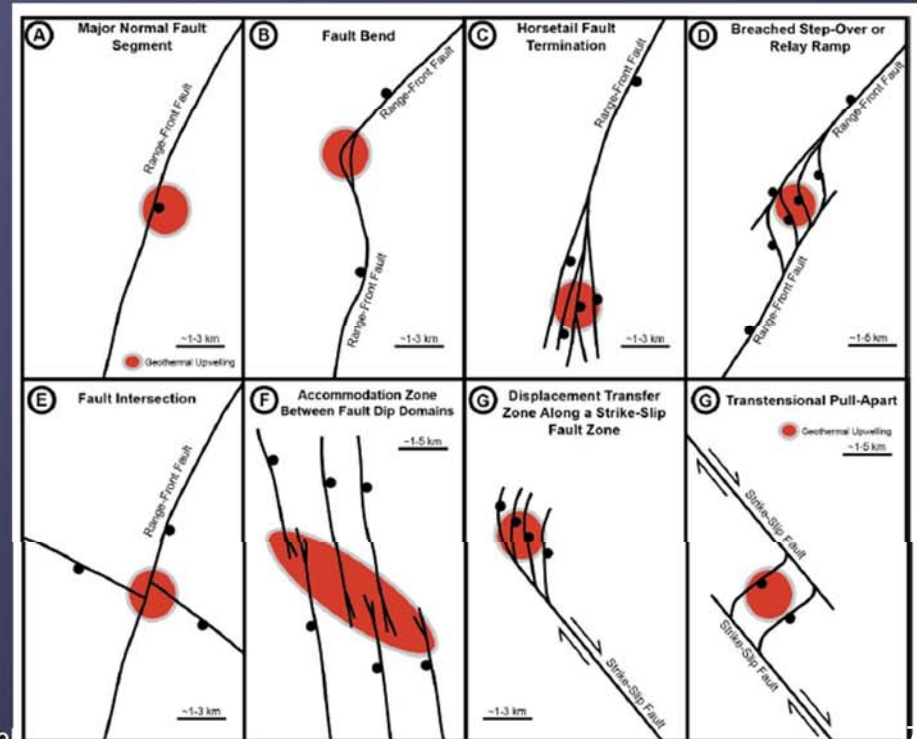 A
Major Normal Fault
Segment
Range-Front Fault
~1-3 km
Geothermal Upwelling
B
Fault Bend
Range-Front Fault
Range-Front Fault
~1-3 km
C
Horsetail Fault
Termination
Range-Front Fault
~1-3 km
D
Breached Step-Over or
Relay Ramp
Range-Front Fault
Range-Front Fault
~1-5 km
E
Fault Intersection
Range-Front Fault
~1-3 km
F
Accommodation Zone
Between Fault Dip Domains
~1-5 km
G
Displacement Transfer
Zone Along a Strike-Slip
Fault Zone
Strike-Slip Fault
~1-3 km
G
Transtensional Pull-Apart
Geothermal Upwelling
~1-5 km
Strike-Slip Fault
Strike-Slip Fault